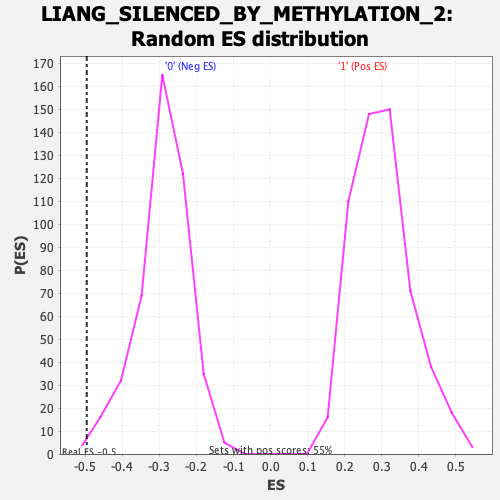 LIANG_SILENCED_BY_METHYLATION_2:
Random ES distribution
'0' (Neg ES)
'1' (Pos ES)
170
160
150
140
130
120
110
100
90
80
70
60
50
40
30
20
10
0
P(ES)
Real ES -0.5
Sets with pos scores: 55%
-0.5 -0.4 -0.3 -0.2 -0.1 0.0 0.1 0.2 0.3 0.4 0.5
ES